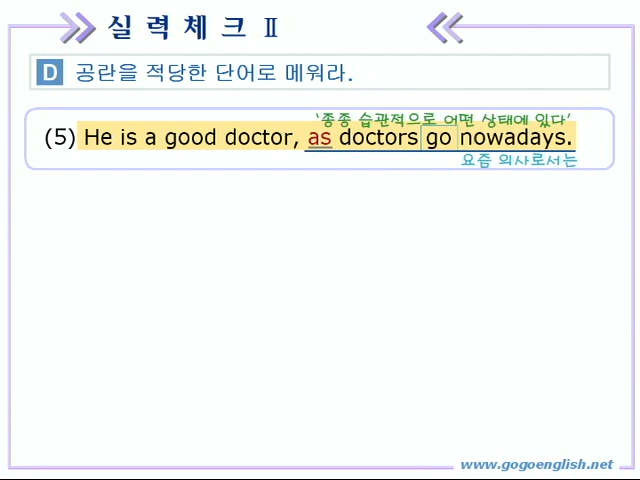 실력체크 Ⅱ
D 공란을 적당한 단어로 메워라.
‘종종 습관적으로 어떤 상태에 있다’
(5) He is a good doctor, as doctors go nowadays.
요즘 의사로서는
www.gogoenglish.net